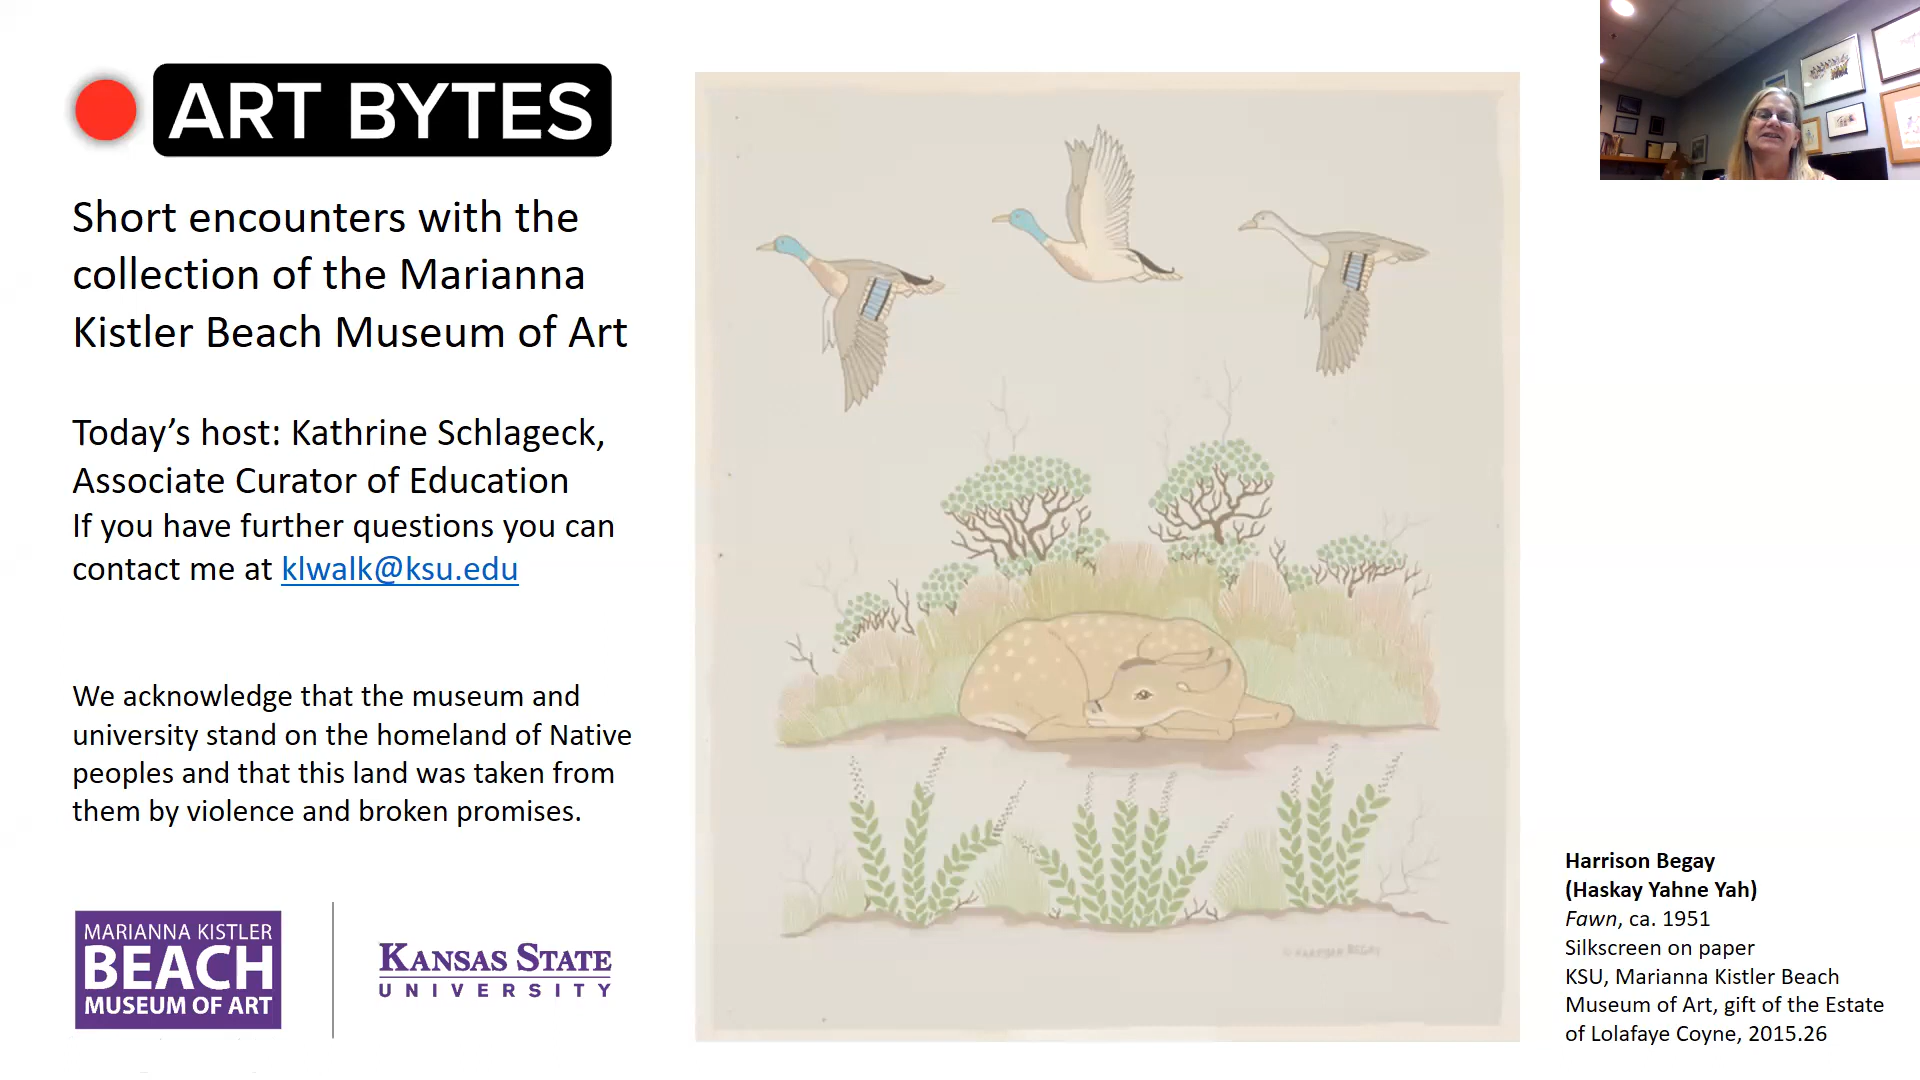 ART BYTES
Short encounters with the
collection of the Marianna
Kistler Beach Museum of Art
Today’s host: Kathrine Schlageck,
Associate Curator of Education
If you have further questions you can
contact me at klwalk@ksu.edu
We acknowledge that the museum and
university stand on the homeland of Native
peoples and that this land was taken from
them by violence and broken promises.
MARIANNA KISTLER
BEACH
MUSEUM OF ART
KANSAS STATE
UNIVERSITY
© HARRISON BEGAY
Harrison Begay
(Haskay Yahne Yah)
Fawn, ca. 1951
Silkscreen on paper
KSU, Marianna Kistler Beach
Museum of Art, gift of the Estate
of Lolafaye Coyne, 2015.26